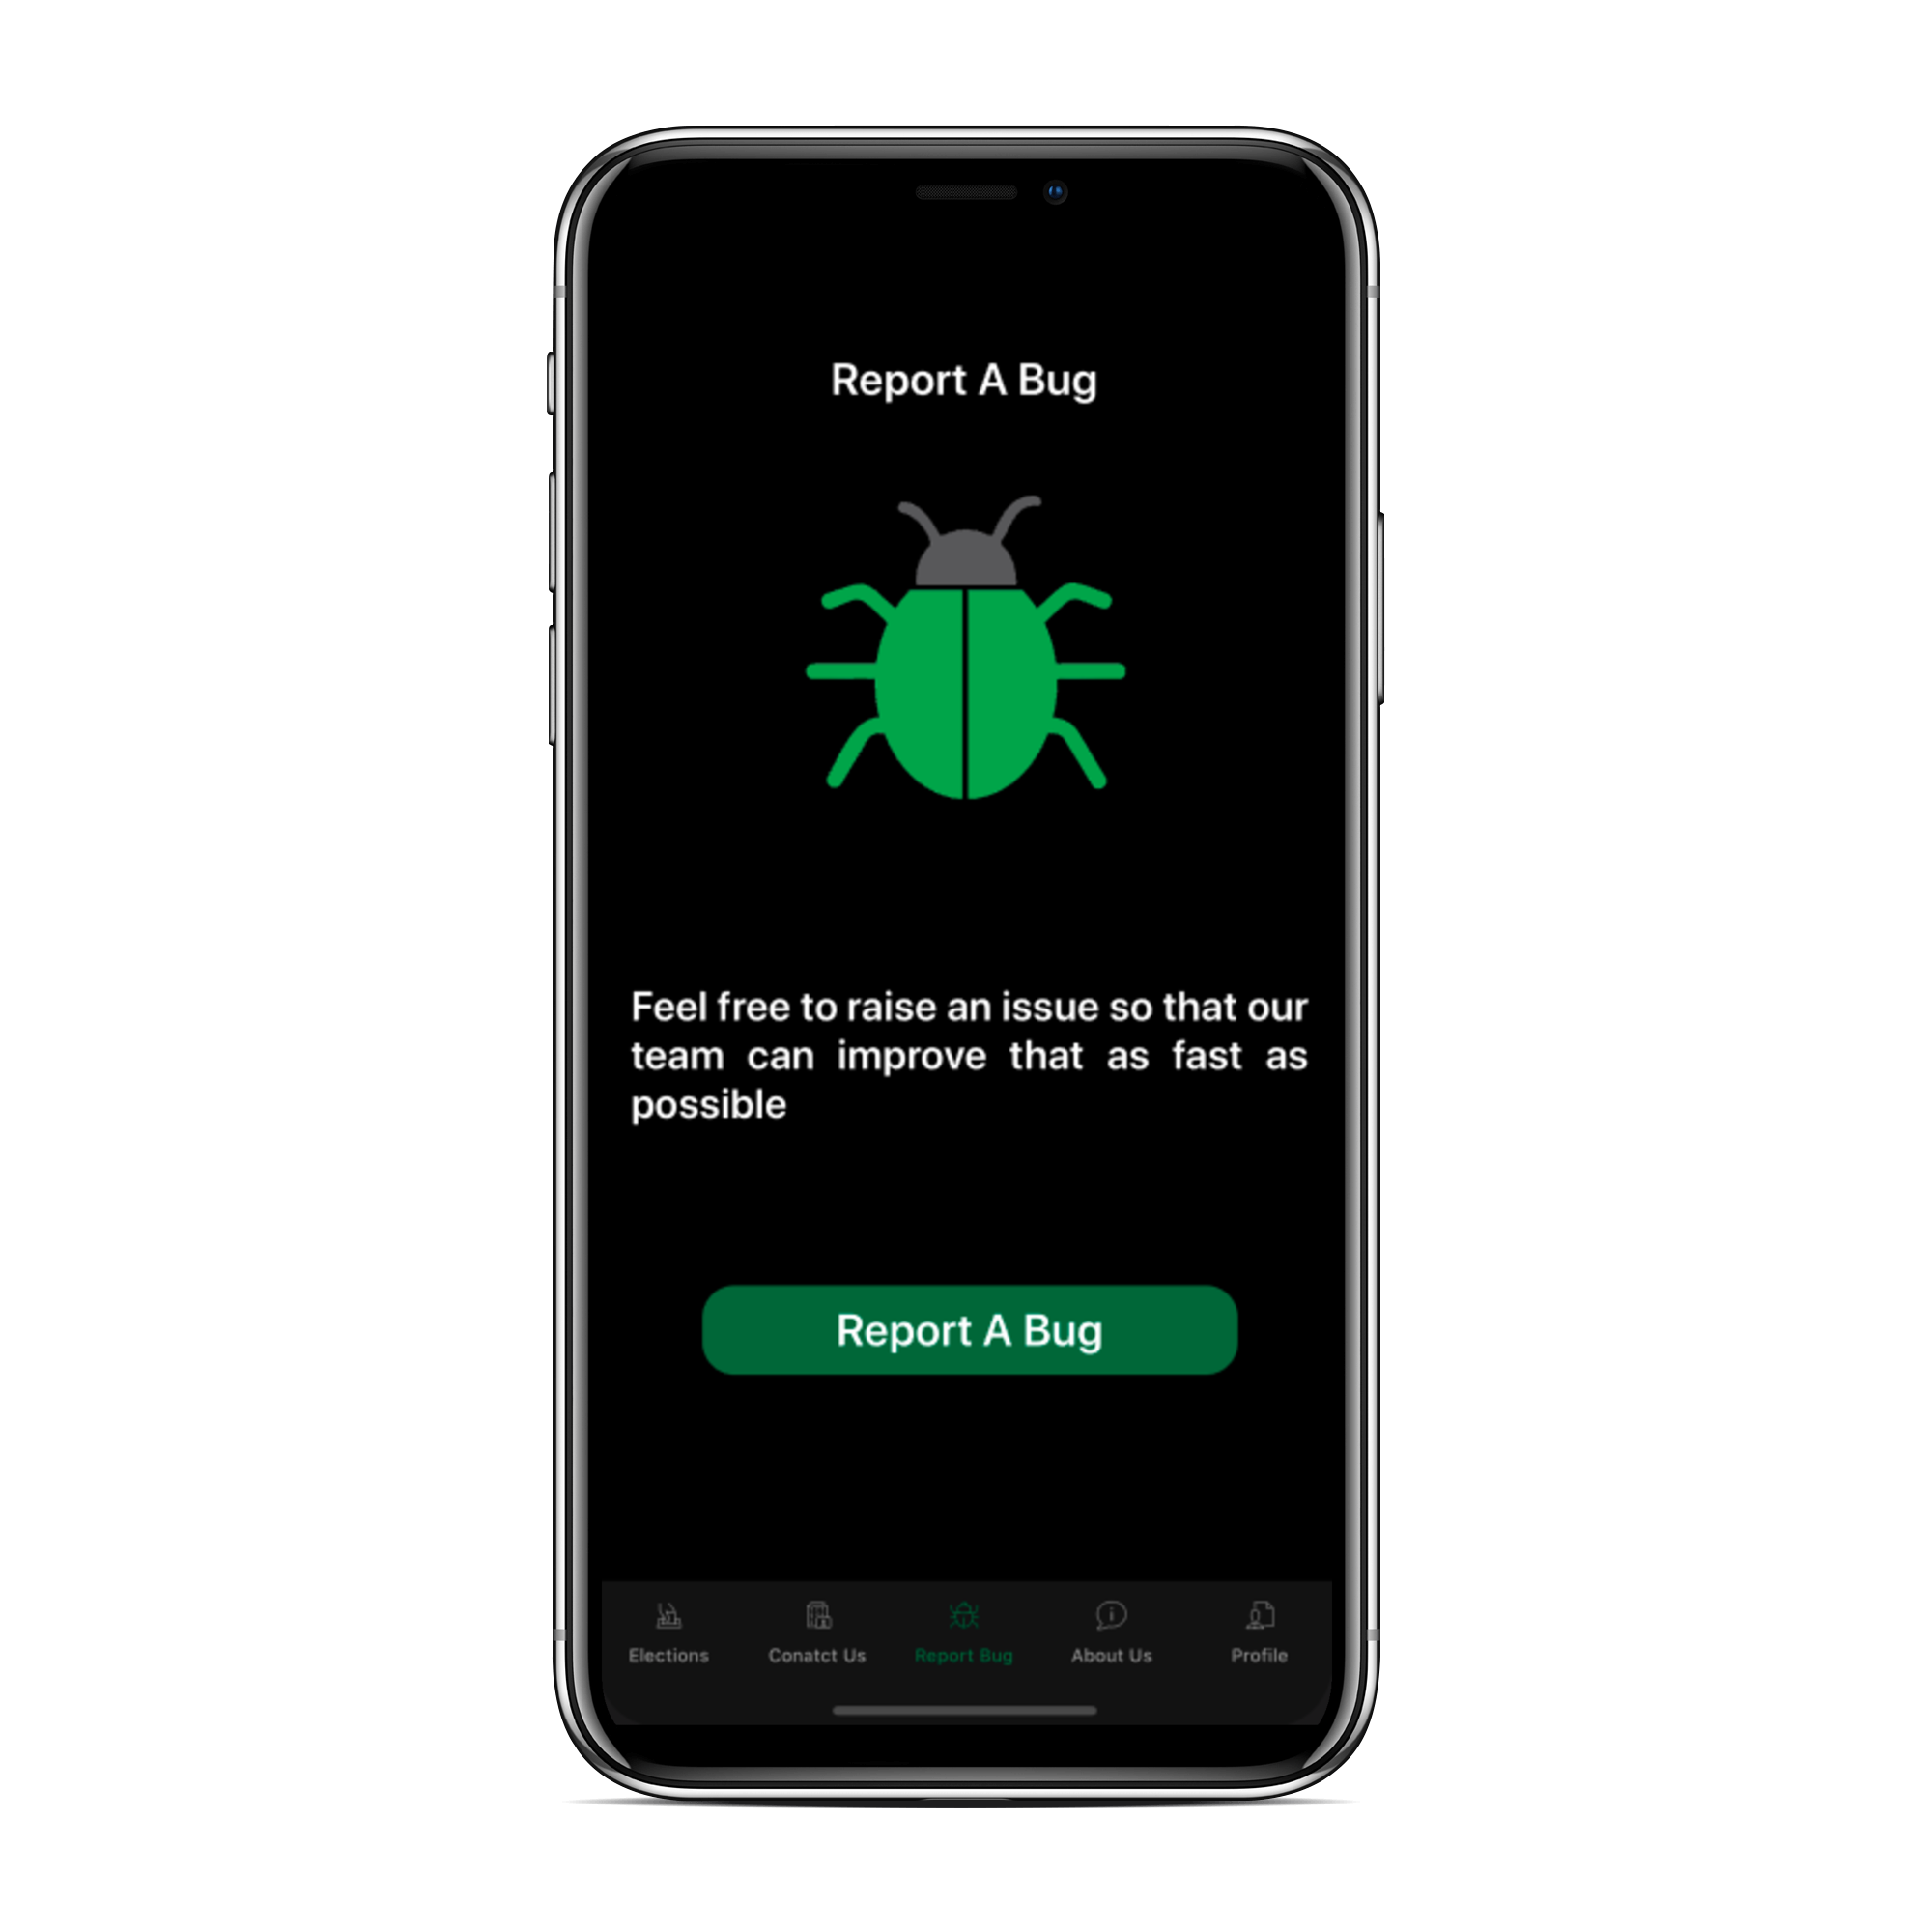 Report A Bug
Feel free to raise an issue so that our
team can improve that as fast as
possible
Report A Bug
Elections
Conatct Us
Report Bug
About Us
Profile